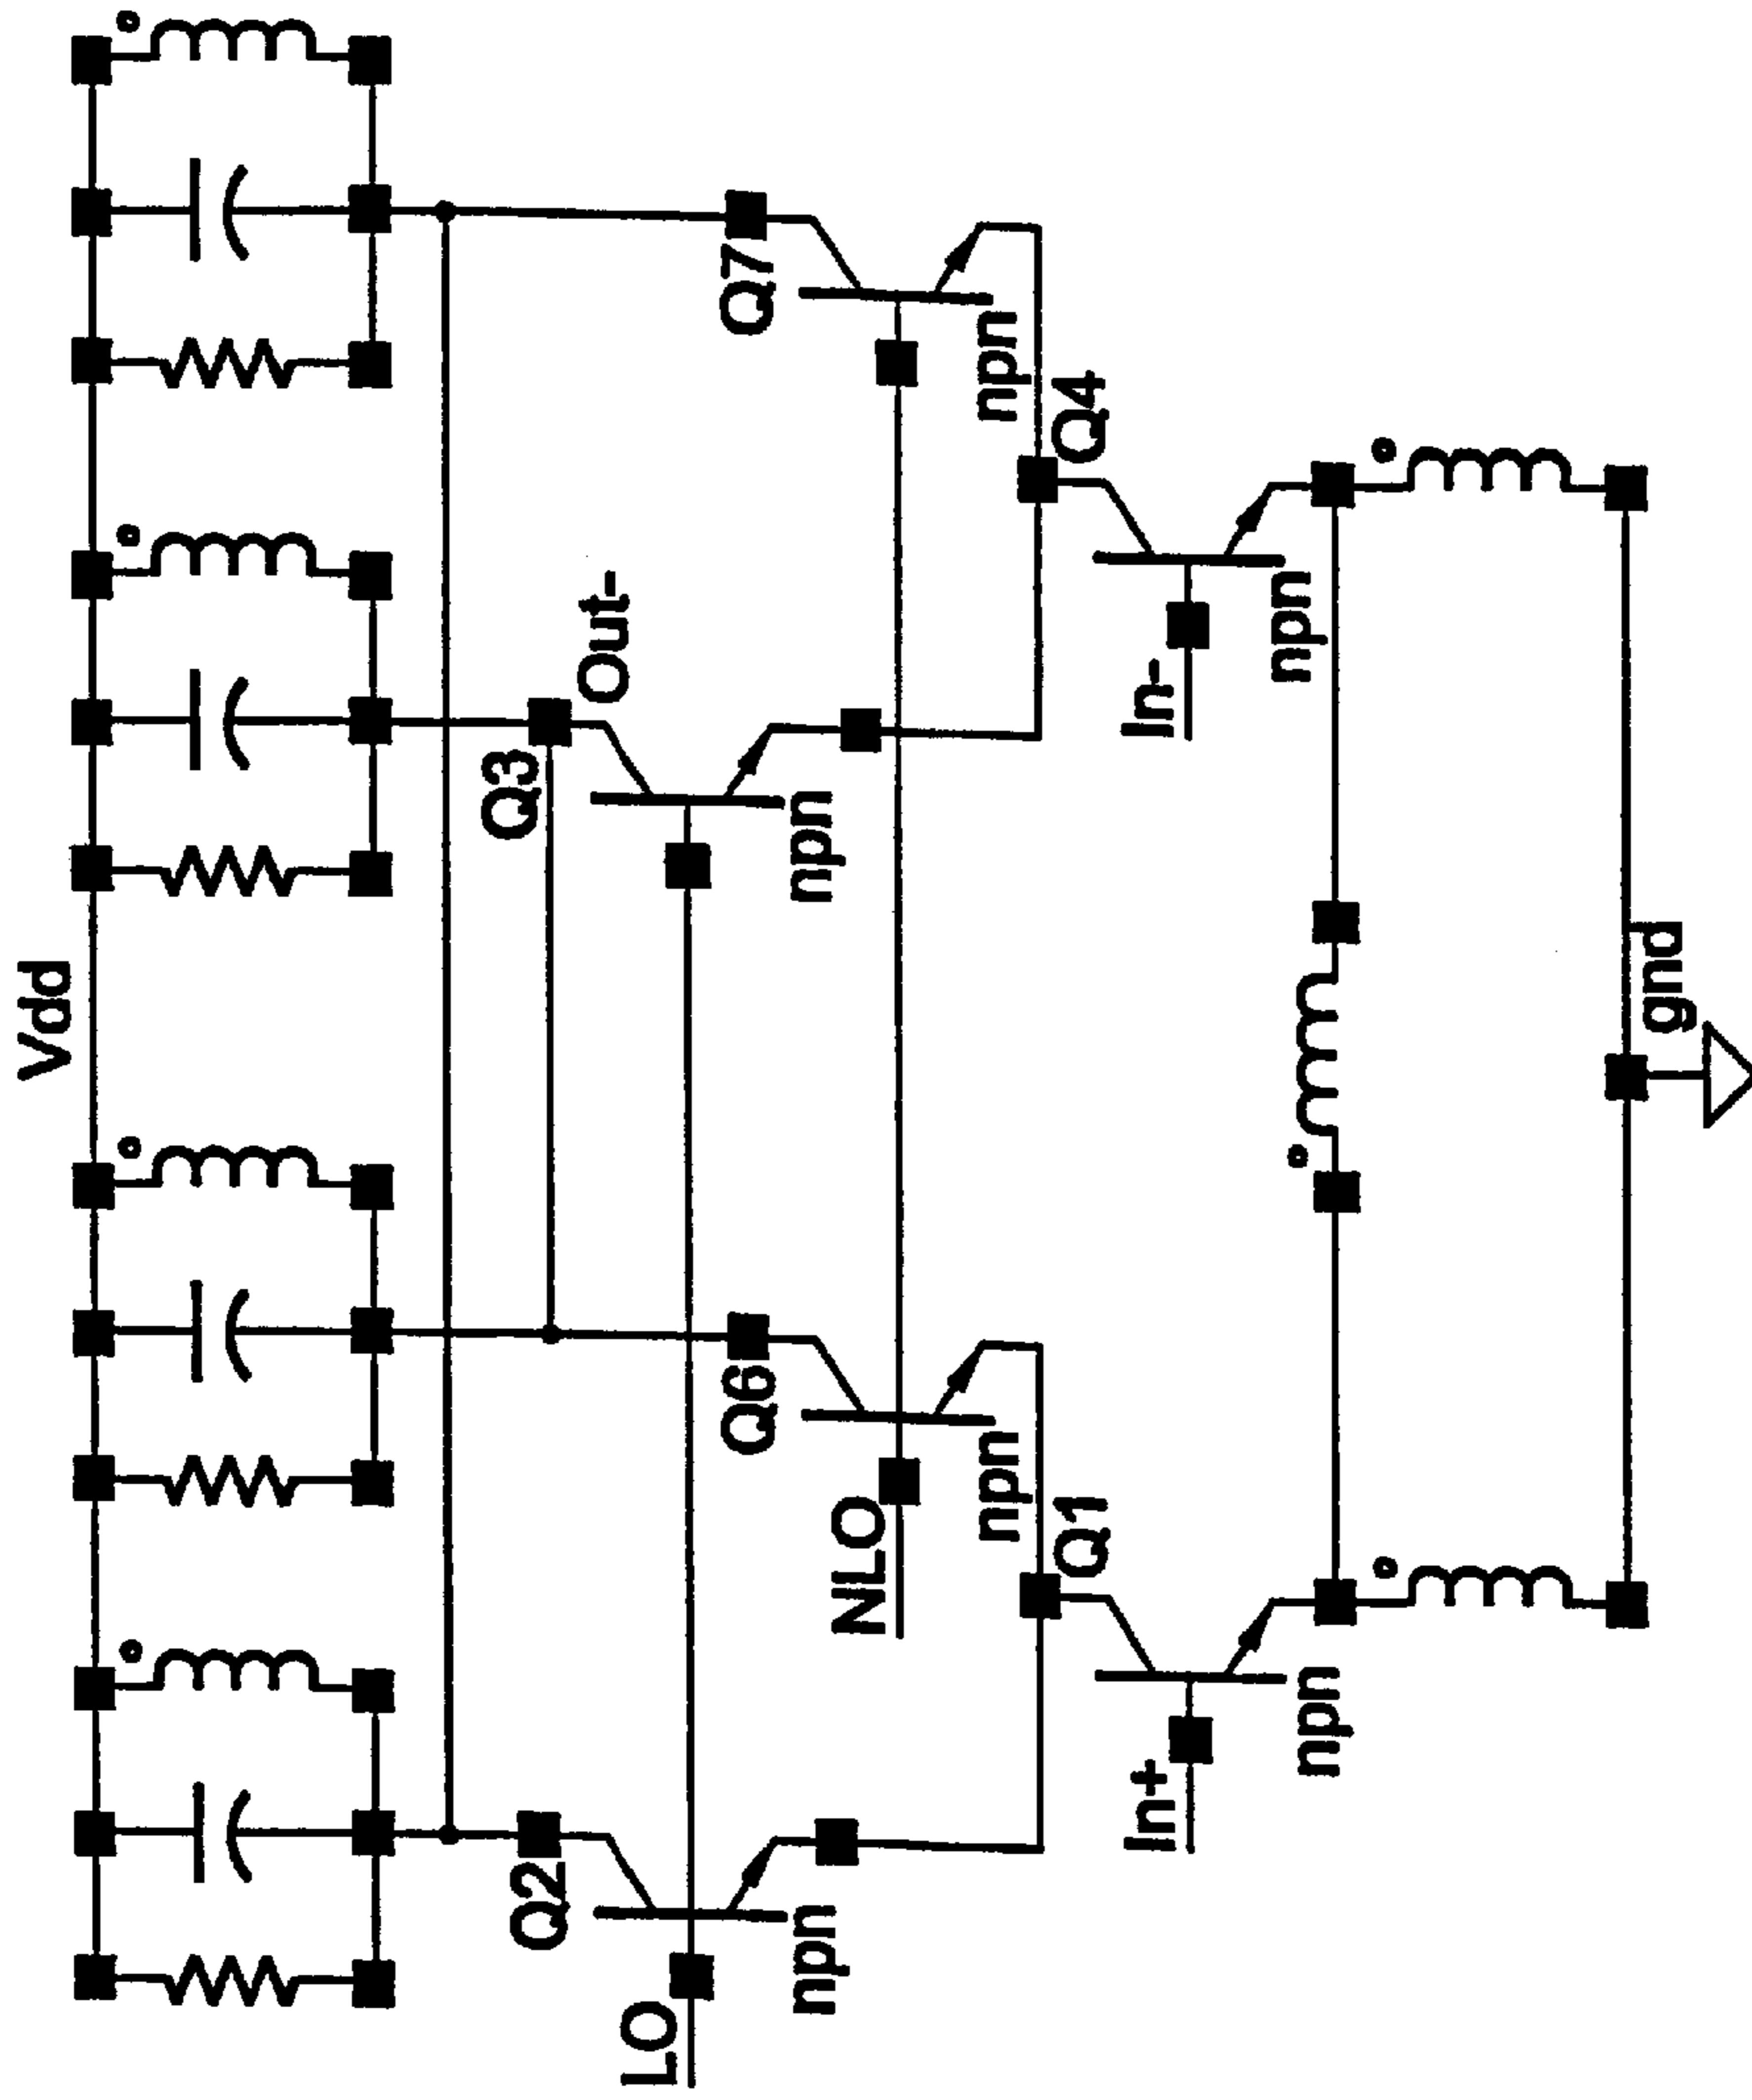 Vdd
Q3
Out-
Q2
Q6
Q7
LO
npn
npn
NLO
npn
npn
Q1
Q4
In+
In-
npn
npn
gnd